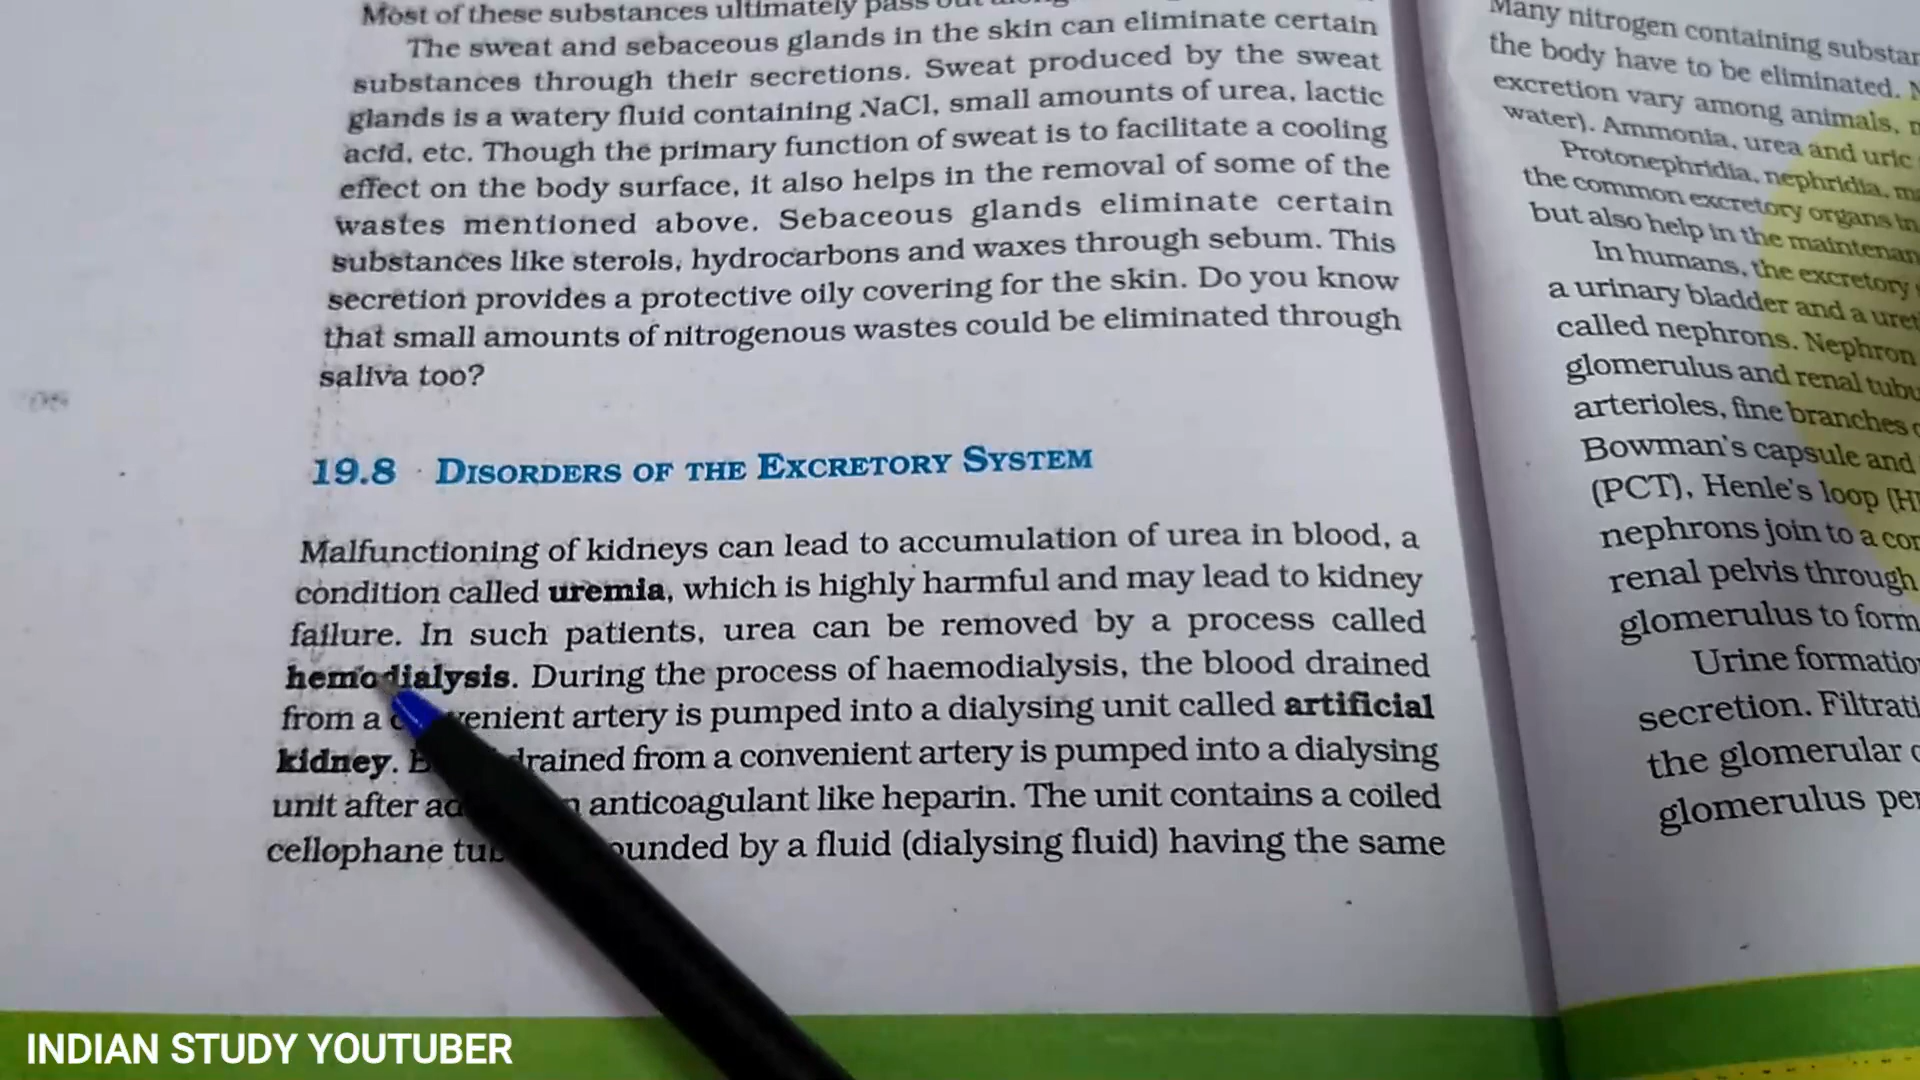 Most of these substances ultimately pass out
The sweat and sebaceous glands in the skin can eliminate certain
substances through their secretions. Sweat produced by the sweat
glands is a watery fluid containing NaCl, small amounts of urea, lactic
acid, etc. Though the primary function of sweat is to facilitate a cooling
effect on the body surface, it also helps in the removal of some of the
wastes mentioned above. Sebaceous glands eliminate certain
substances like sterols, hydrocarbons and waxes through sebum. This
secretion provides a protective oily covering for the skin. Do you know
that small amounts of nitrogenous wastes could be eliminated through
saliva too?
19.8 DISORDERS OF THE EXCRETORY SYSTEM
Malfunctioning of kidneys can lead to accumulation of urea in blood, a
condition called uremia, which is highly harmful and may lead to kidney
failure. In such patients, urea can be removed by a process called
hemodialysis. During the process of haemodialysis, the blood drained
from a convenient artery is pumped into a dialysing unit called artificial
kidney. drained from a convenient artery is pumped into a dialysing
unit after anticoagulant like heparin. The unit contains a coiled
cellophane by a fluid (dialysing fluid) having the same
Many nitrogen containing
the body have to be eliminated.
excretion vary among animals,
water). Ammonia, urea and uric
Protonephridia, nephridia,
the common excretory organs in
but also help in the
In humans, the excretory
a urinary bladder and a
called nephrons. Nephron
glomerulus and renal
arterioles, fine branches
Bowman's capsule and
(PCT), Henle's loop
nephrons join to a
renal pelvis through
glomerulus to form
Urine
secretion.
the glomerular
glomerulus
INDIAN STUDY YOUTUBER